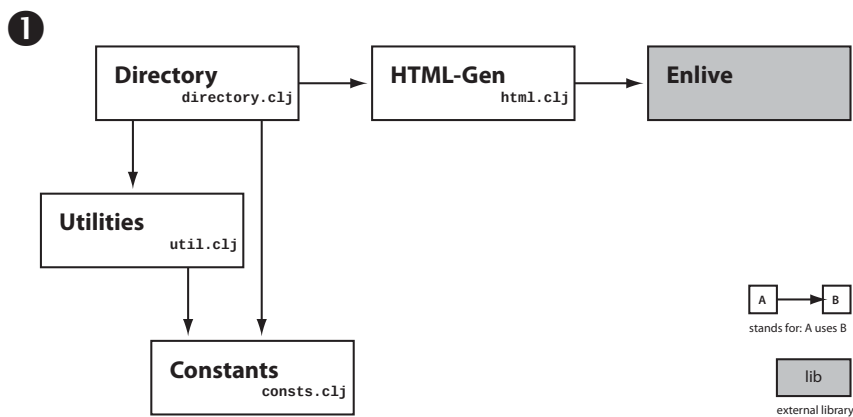 1
Directory
directory.clj
HTML-Gen
html.clj
Enlive
Utilities
util.clj
Constants
consts.clj
A
B
stands for: A uses B
lib
external library